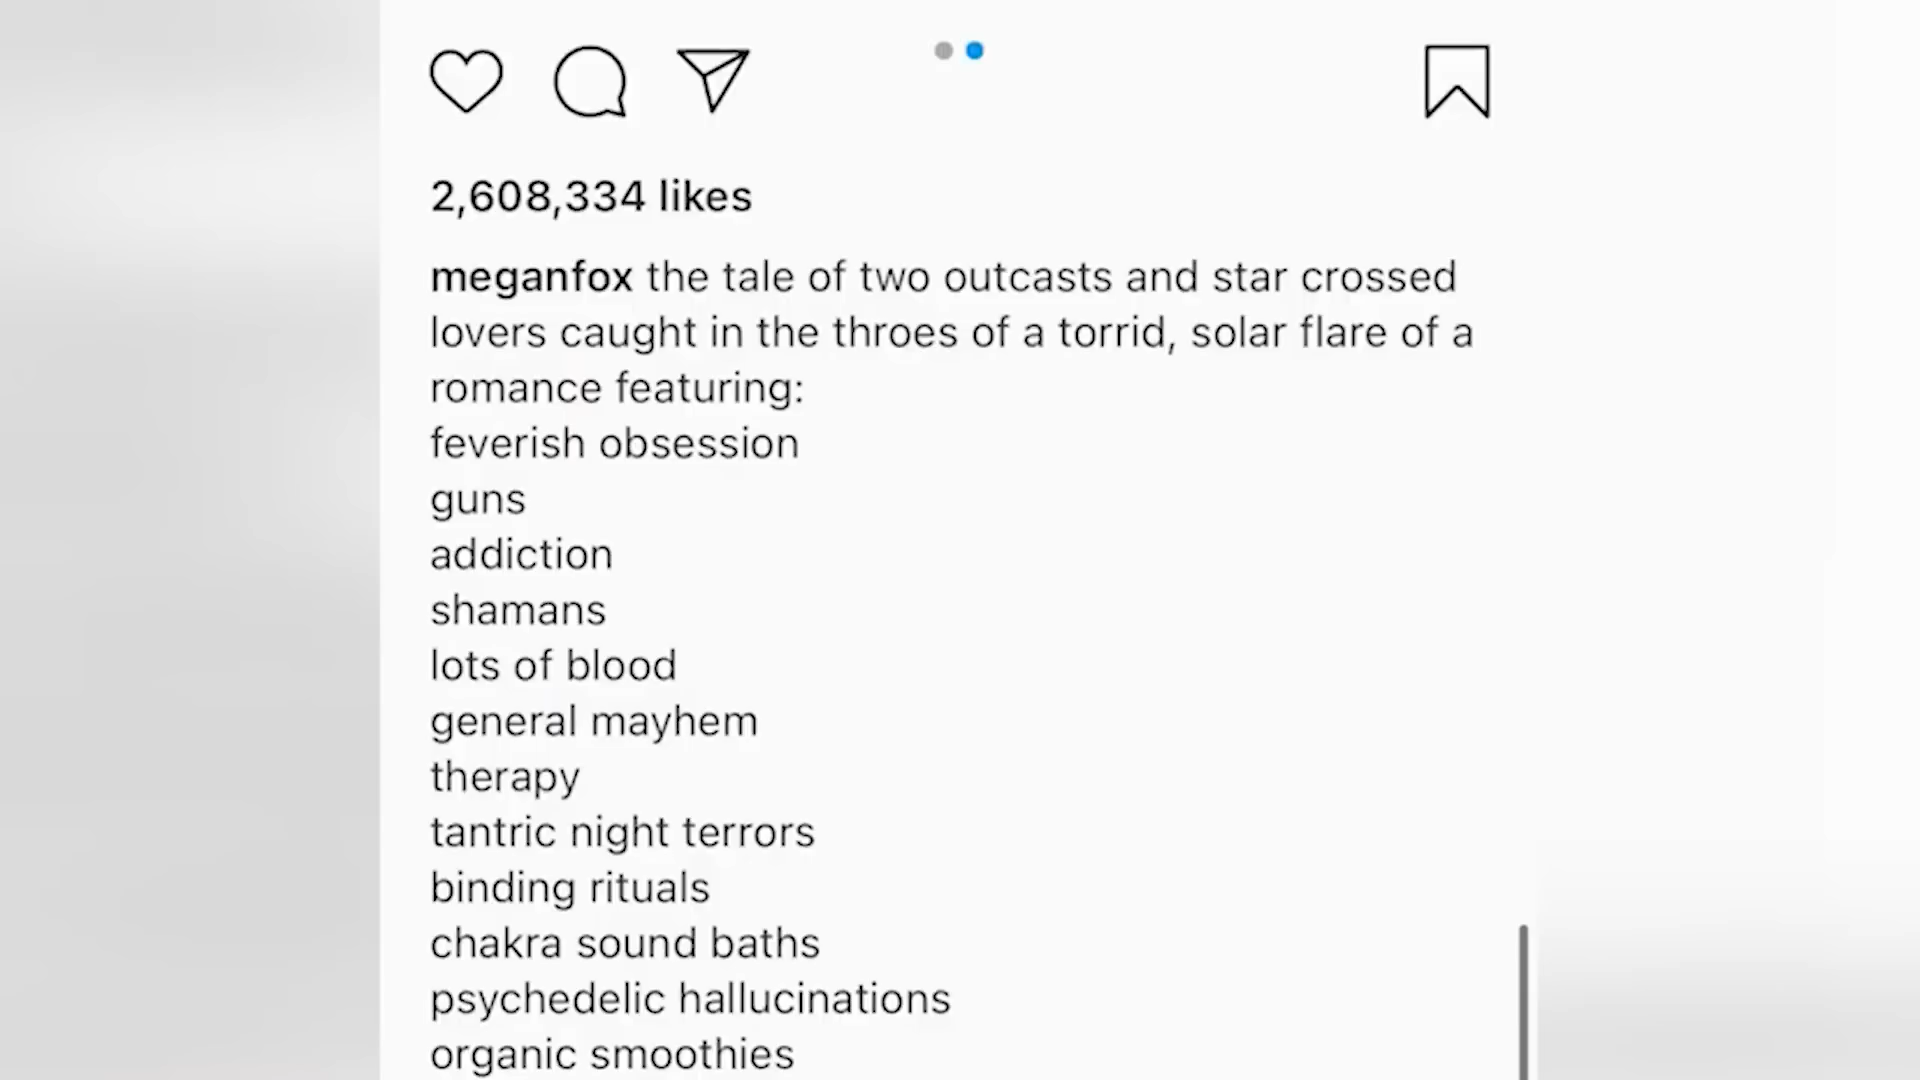 2,608,334 likes
meganfox the tale of two outcasts and star crossed
lovers caught in the throes of a torrid, solar flare of a
romance featuring:
feverish obsession
guns
addiction
shamans
lots of blood
general mayhem
therapy
tantric night terrors
binding rituals
chakra sound baths
psychedelic hallucinations
organic smoothies